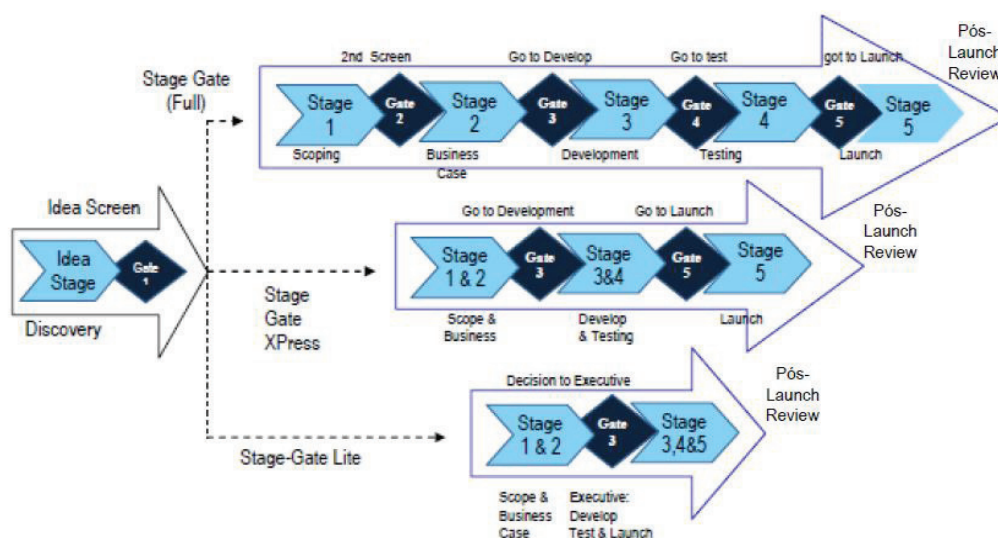 Pós-
Launch
Review
2nd Screen
Go to Develop
Go to test
got to Launch
Stage Gate
(Full)
Stage
1
Gate
2
Stage
2
Gate
3
Stage
3
Gate
4
Stage
4
Gate
5
Stage
5
Scoping
Business
Case
Development
Testing
Launch
Idea Screen
Idea
Stage
Gate
1
Discovery
Go to Development
Go to Launch
Pós-
Launch
Review
Stage
1 & 2
Gate
3
Stage
3&4
Gate
5
Stage
5
Stage
Gate
XPress
Scope &
Business
Develop
& Testing
Launch
Decision to Executive
Pós-
Launch
Review
Stage
1 & 2
Gate
3
Stage
3,4&5
Stage-Gate Lite
Scope &
Business
Case
Executive:
Develop
Test & Launch